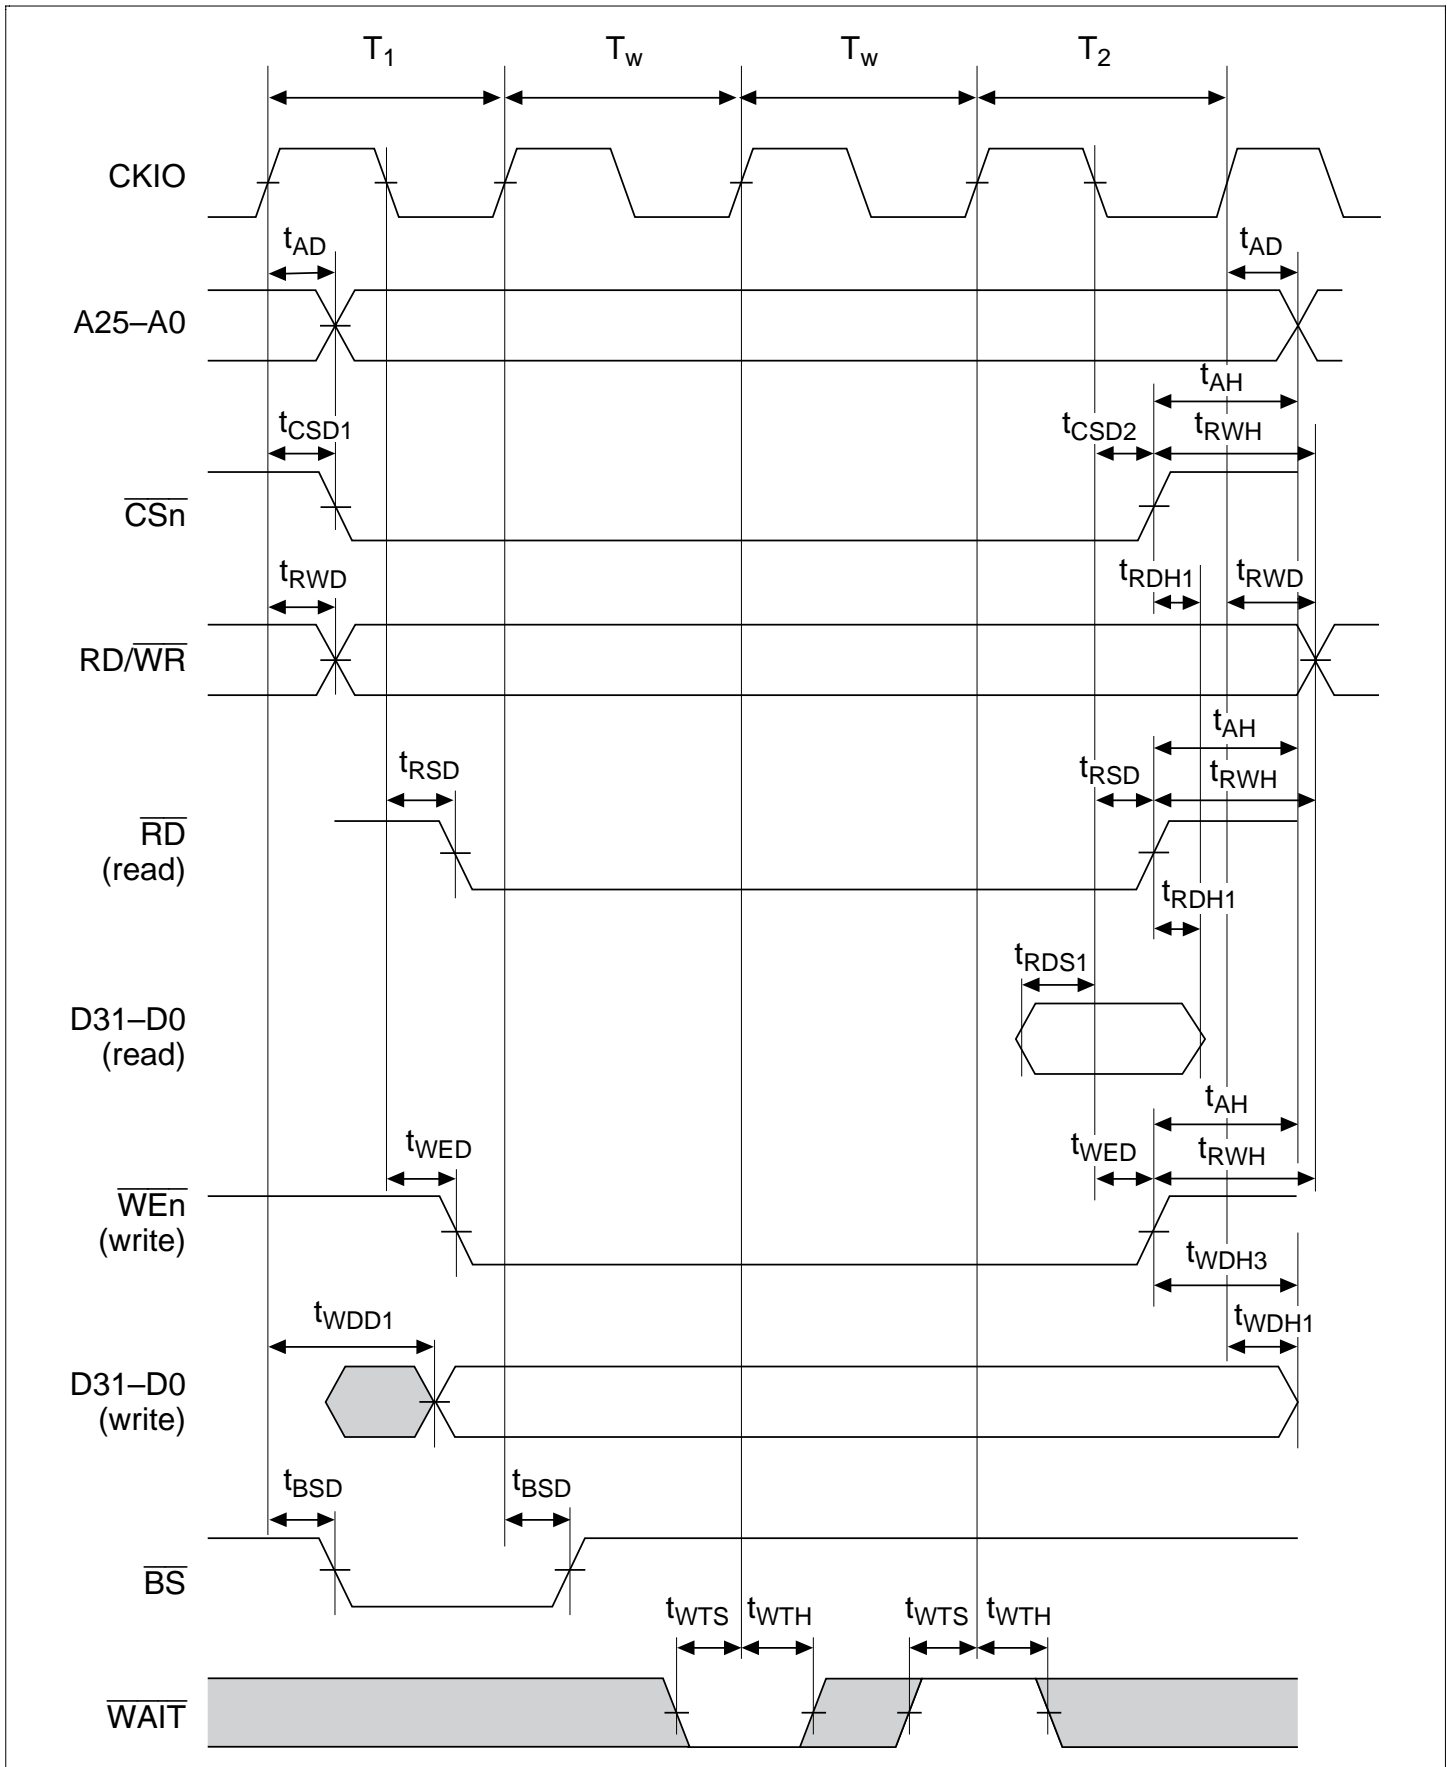 T1 Tw Tw T2
CKIO
tAD tAD
A25–A0
tAH
tCSD1 tCSD2 tRWH
CSn
tRWD tRDH1 tRWD
RD/WR
tAH
tRSD tRSD tRWH
RD
(read)
tRDH1
tRDS1
D31–D0
(read)
tAH
tWED tWED tRWH
WEn
(write)
tWDH3
tWDD1 tWDH1
D31–D0
(write)
tBSD tBSD
BS
tWTS tWTH tWTS tWTH
WAIT